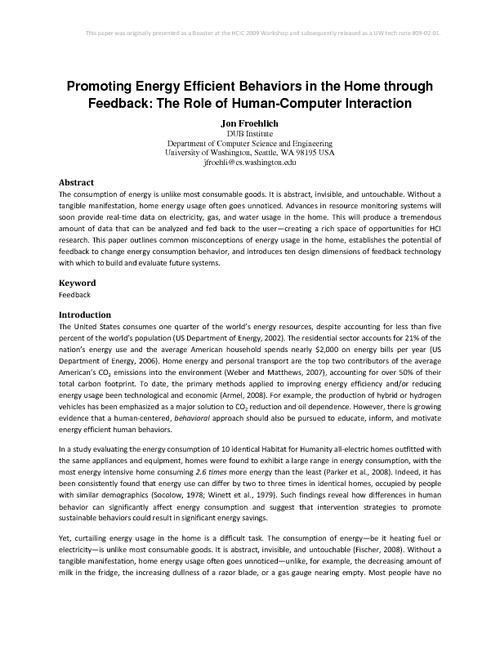 This paper was originally presented as a Boaster at the HCIC 2009 Workshop and subsequently released as a UW tech note #09-02-01.
Promoting Energy Efficient Behaviors in the Home through
Feedback: The Role of Human-Computer Interaction
Jon Froehlich
DUB Institute
Department of Computer Science and Engineering
University of Washington, Seattle, WA 98195 USA
jfroehli@cs.washington.edu
Abstract
The consumption of energy is unlike most consumable goods. It is abstract, invisible, and untouchable. Without a
tangible manifestation, home energy usage often goes unnoticed. Advances in resource monitoring systems will
soon provide real-time data on electricity, gas, and water usage in the home. This will produce a tremendous
amount of data that can be analyzed and fed back to the user—creating a rich space of opportunities for HCI
research. This paper outlines common misconceptions of energy usage in the home, establishes the potential of
feedback to change energy consumption behavior, and introduces ten design dimensions of feedback technology
with which to build and evaluate future systems.
Keyword
Feedback
Introduction
The United States consumes one quarter of the world's energy resources, despite accounting for less than five
percent of the world's population (US Department of Energy, 2002). The residential sector accounts for 21% of the
nation's energy use and the average American household spends nearly $2,000 on energy bills per year (US
Department of Energy, 2006). Home energy and personal transport are the top two contributors of the average
American's CO₂ emissions into the environment (Weber and Matthews, 2007), accounting for over 50% of their
total carbon footprint. To date, the primary methods applied to improving energy efficiency and/or reducing
energy usage been technological and economic (Armel, 2008). For example, the production of hybrid or hydrogen
vehicles has been emphasized as a major solution to CO₂ reduction and oil dependence. However, there is growing
evidence that a human-centered, behavioral approach should also be pursued to educate, inform, and motivate
energy efficient human behaviors.
In a study evaluating the energy consumption of 10 identical Habitat for Humanity all-electric homes outfitted with
the same appliances and equipment, homes were found to exhibit a large range in energy consumption, with the
most energy intensive home consuming 2.6 times more energy than the least (Parker et al., 2008). Indeed, it has
been consistently found that energy use can differ by two to three times in identical homes, occupied by people
with similar demographics (Socolow, 1978; Winett et al., 1979). Such findings reveal how differences in human
behavior can significantly affect energy consumption and suggest that intervention strategies to promote
sustainable behaviors could result in significant energy savings.
Yet, curtailing energy usage in the home is a difficult task. The consumption of energy—be it heating fuel or
electricity—is unlike most consumable goods. It is abstract, invisible, and untouchable (Fischer, 2008). Without a
tangible manifestation, home energy usage often goes unnoticed—unlike, for example, the decreasing amount of
milk in the fridge, the increasing dullness of a razor blade, or a gas gauge nearing empty. Most people have no